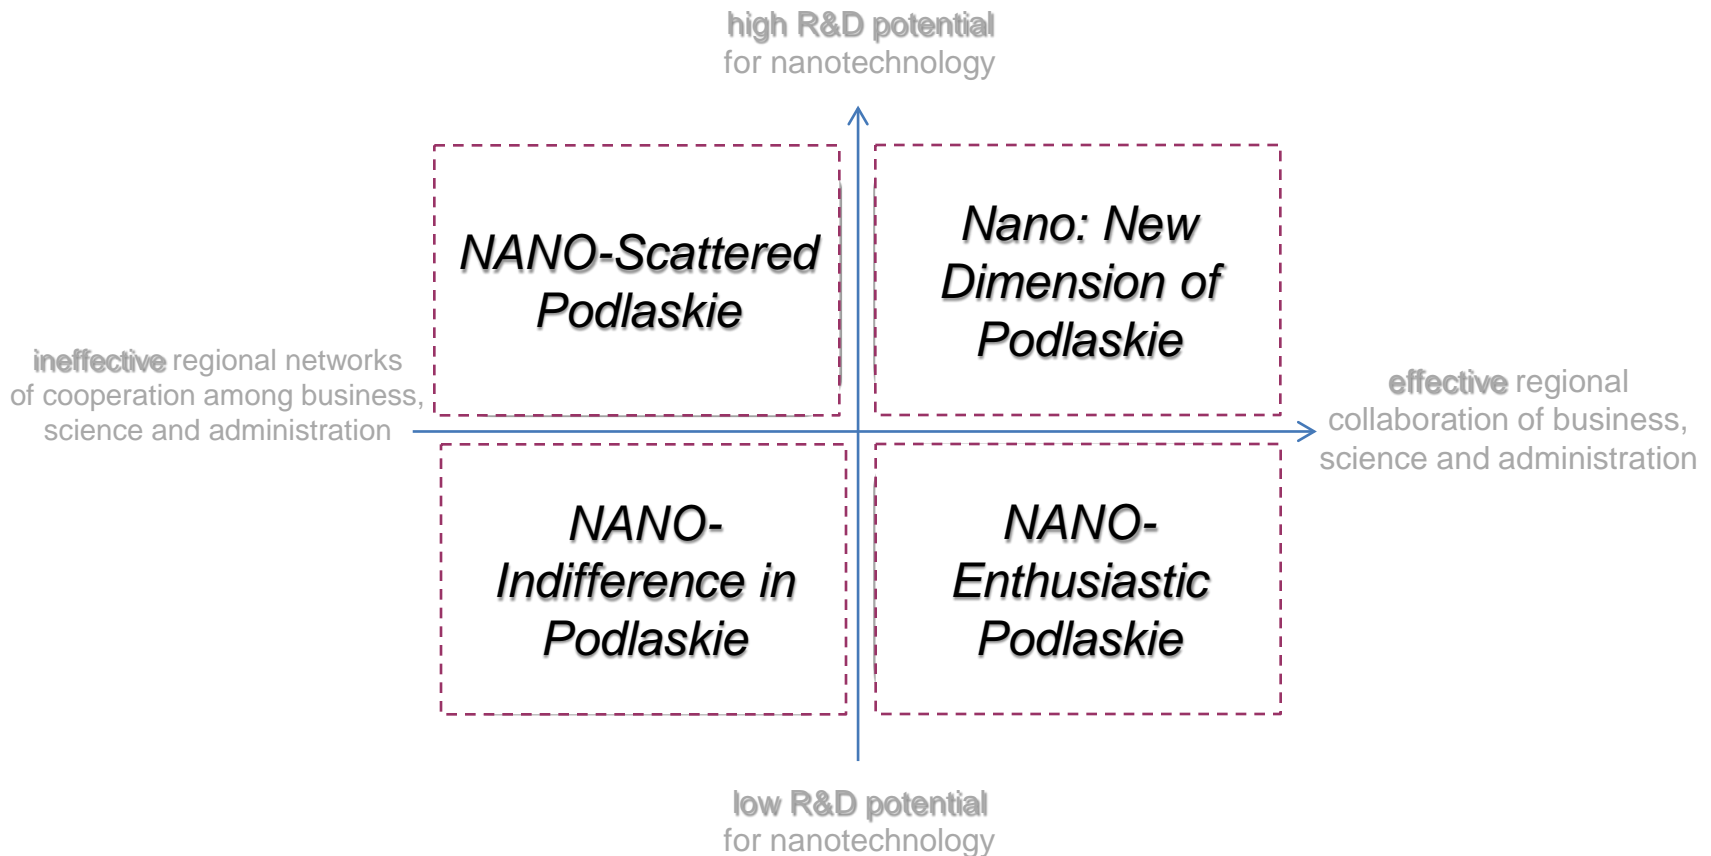 high R&D potential
for nanotechnology
NANO-Scattered
Podlaskie
Nano: New
Dimension of
Podlaskie
ineffective regional networks
of cooperation among business,
science and administration
effective regional
collaboration of business,
science and administration
NANO-
Indifference in
Podlaskie
NANO-
Enthusiastic
Podlaskie
low R&D potential
for nanotechnology